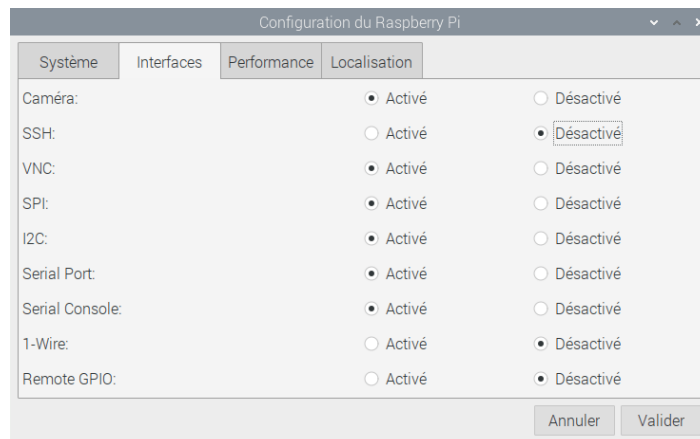 Configuration du Raspberry Pi
Système Interfaces Performance Localisation
Caméra: Activé Désactivé
SSH: Activé Désactivé
VNC: Activé Désactivé
SPI: Activé Désactivé
I2C: Activé Désactivé
Serial Port: Activé Désactivé
Serial Console: Activé Désactivé
1-Wire: Activé Désactivé
Remote GPIO: Activé Désactivé
Annuler Valider